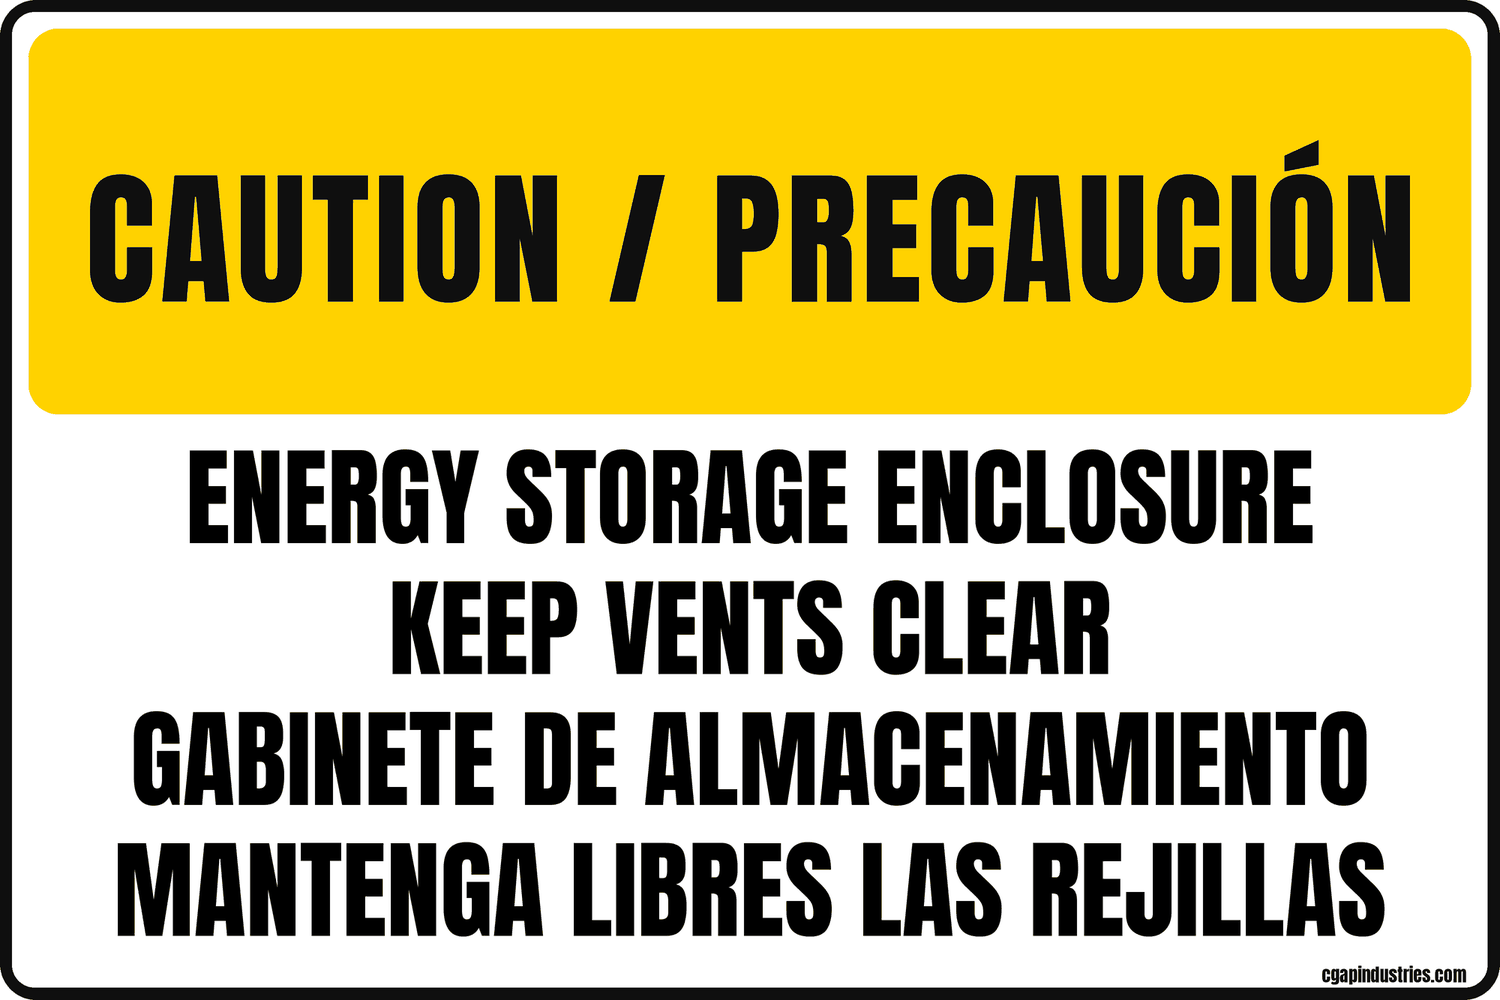 CAUTION / PRECAUCIÓN
ENERGY STORAGE ENCLOSURE
KEEP VENTS CLEAR
GABINETE DE ALMACENAMIENTO
MANTENGA LIBRES LAS REJILLAS
cgapindustries.com